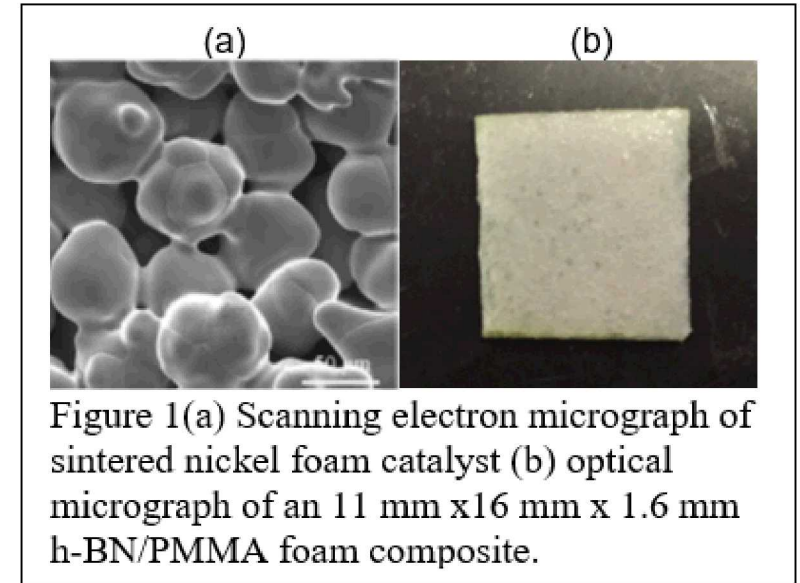 (a) (b)
Figure 1(a) Scanning electron micrograph of
sintered nickel foam catalyst (b) optical
micrograph of an 11 mm x16 mm x 1.6 mm
h-BN/PMMA foam composite.